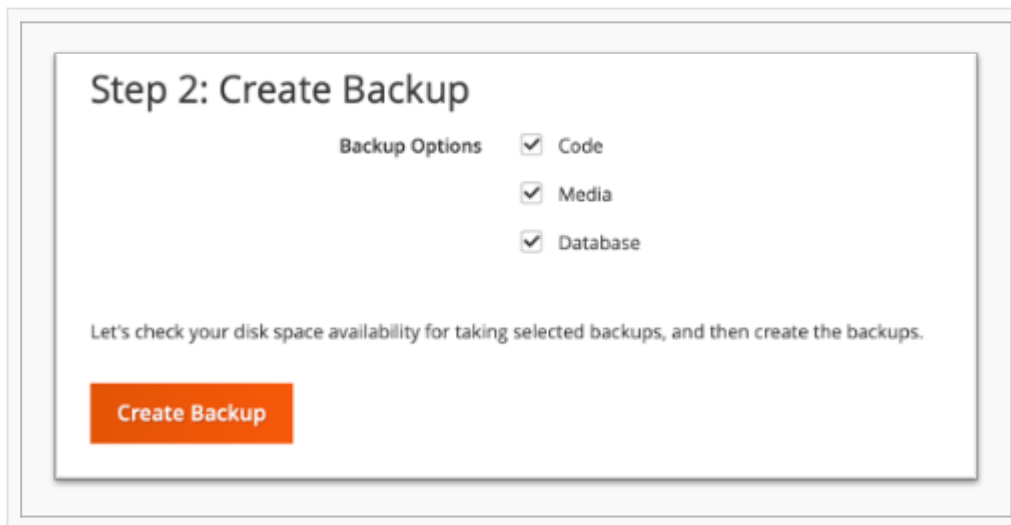 Step 2: Create Backup
Backup Options
Code
Media
Database
Let's check your disk space availability for taking selected backups, and then create the backups.
Create Backup